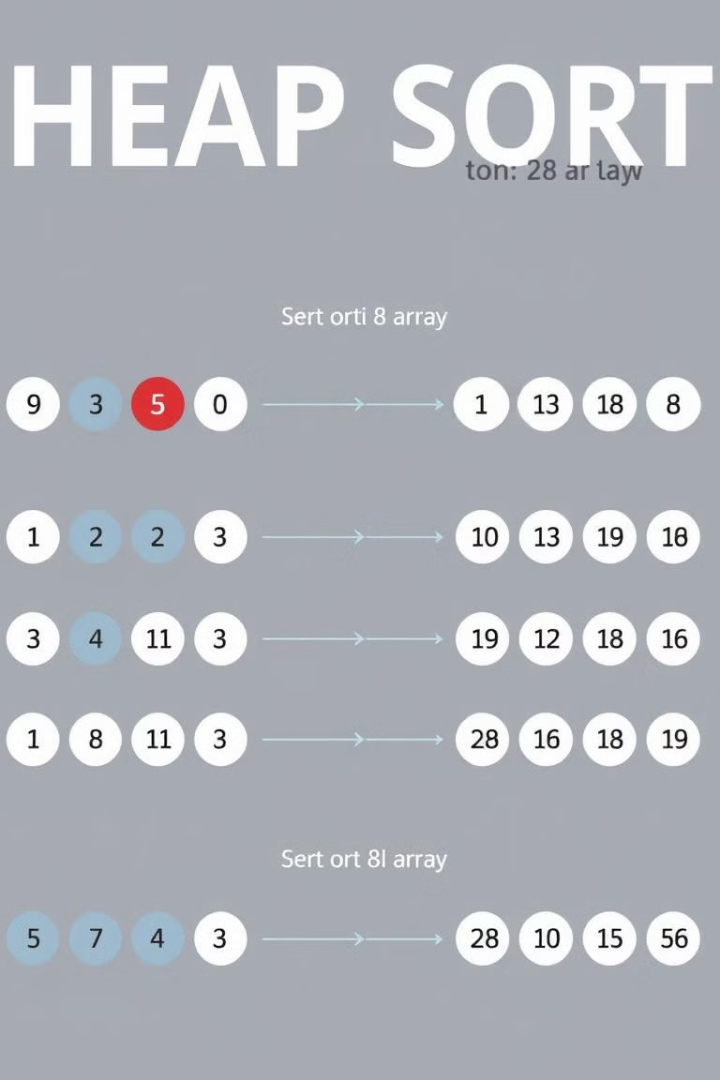 HEAP SORT
ton: 28 ar law
Sert orti 8 array
9 3 5 0 1 13 18 8
1 2 2 3 10 13 19 18
3 4 11 3 19 12 18 16
1 8 11 3 28 16 18 19
Sert ort 8l array
5 7 4 3 28 10 15 56